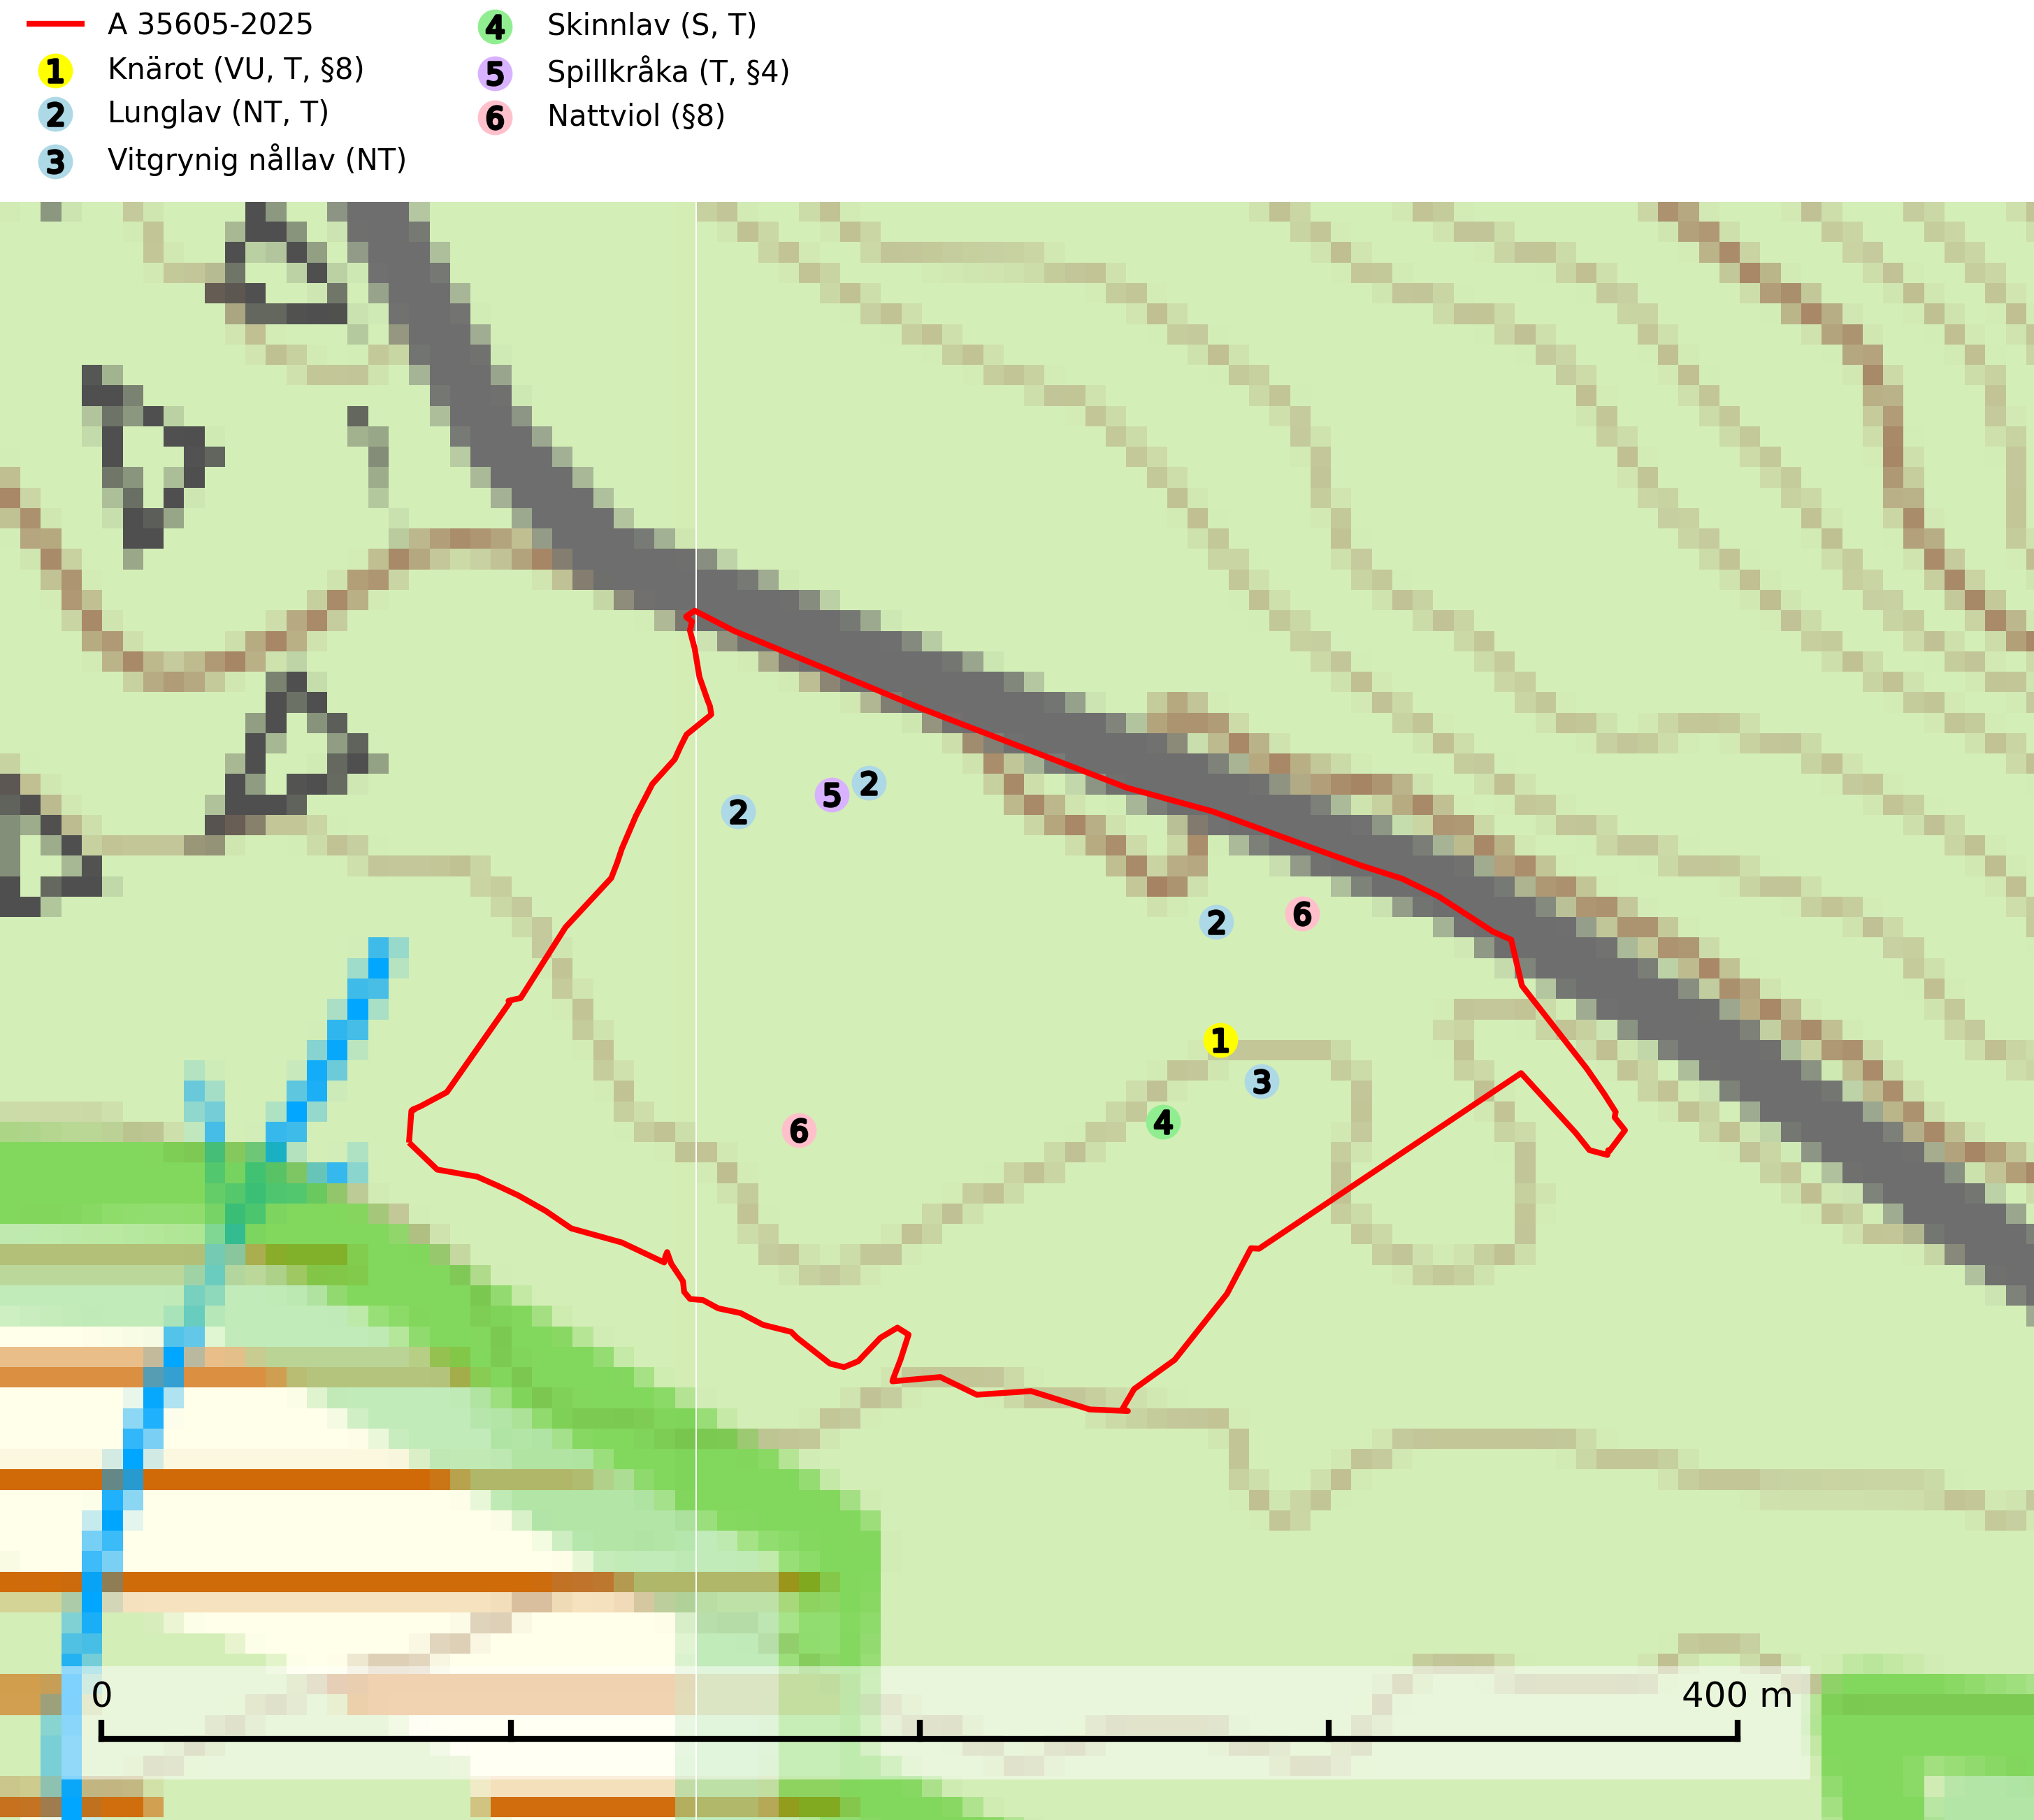 A 35605-2025
1 Knärot (VU, T, §8)
2 Lunglav (NT, T)
3 Vitgrynig nållav (NT)
4 Skinnlav (S, T)
5 Spillkråka (T, §4)
6 Nattviol (§8)
5 2
2
2 6
1
3
4
6
0 400 m